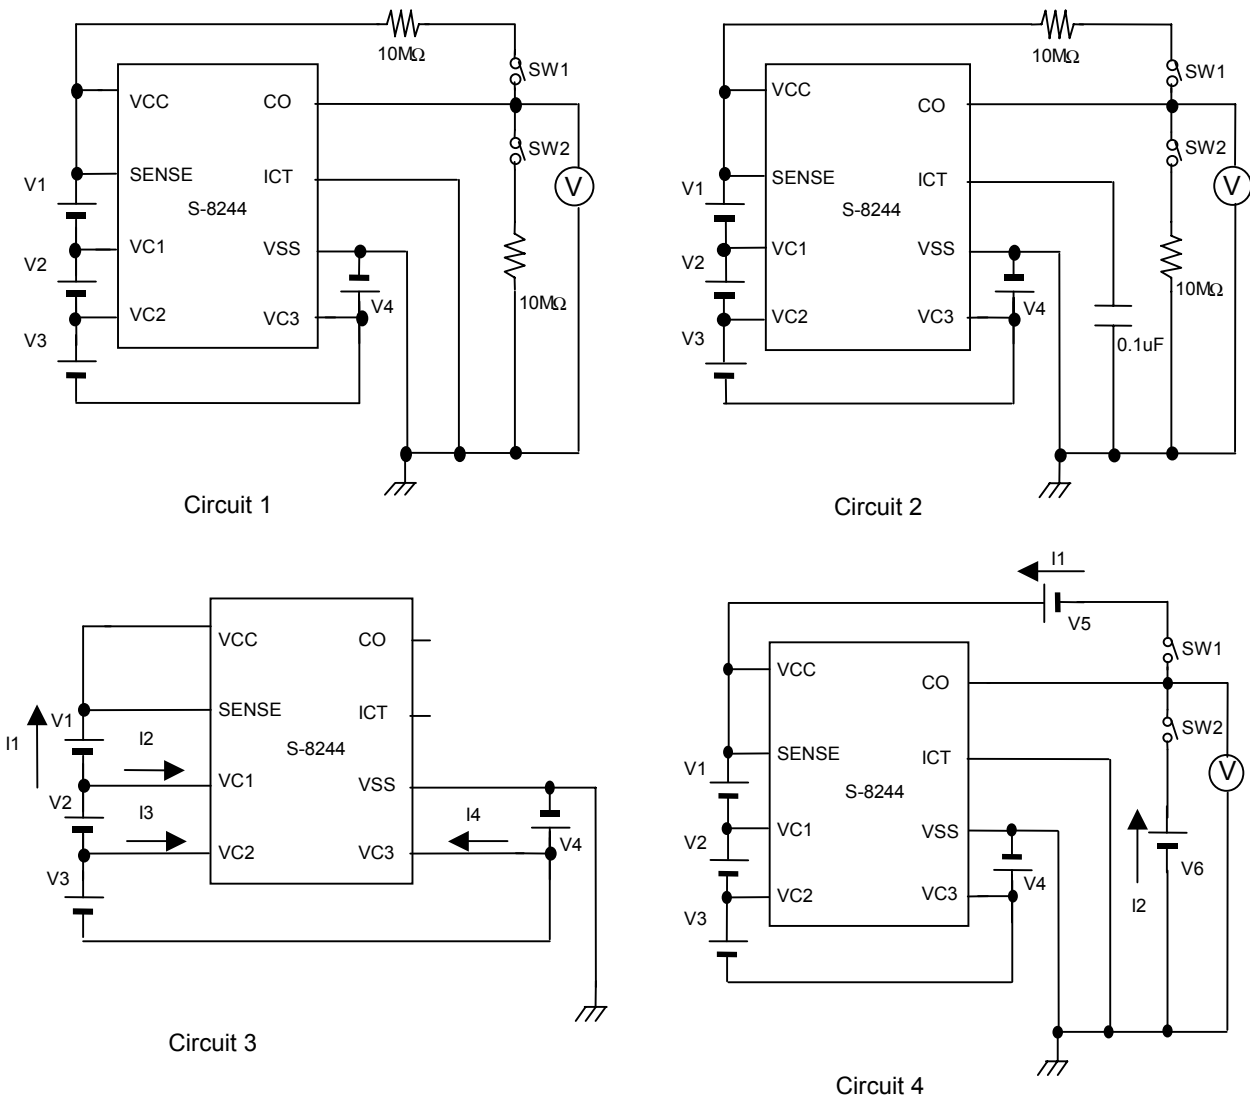 10MΩ
SW1
VCC
CO
SW2
V1
SENSE
ICT
V
S-8244
V2
VC1
VSS
10MΩ
V4
V3
VC2
VC3
Circuit 1
10MΩ
SW1
VCC
CO
SW2
V1
SENSE
ICT
V
S-8244
V2
VC1
VSS
10MΩ
V4
V3
VC2
VC3
0.1uF
Circuit 2
VCC
CO
I1
V1
SENSE
ICT
I2
S-8244
V2
VC1
VSS
I3
I4
V4
VC2
VC3
V3
Circuit 3
I1
V5
SW1
VCC
CO
SW2
V1
SENSE
ICT
V
S-8244
V2
VC1
VSS
V6
V4
V3
VC2
VC3
I2
Circuit 4